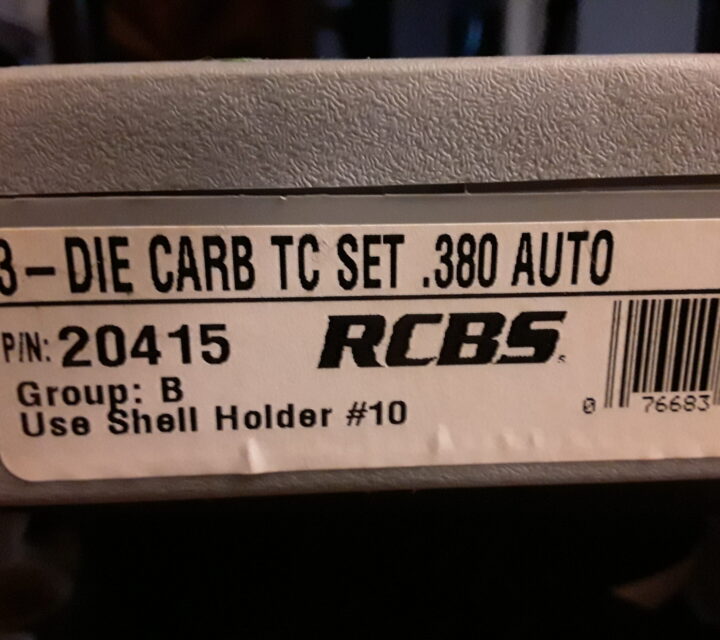 3-DIE CARB TC SET .380 AUTO
P/N: 20415
RCBS
Group: B
Use Shell Holder #10
0 76683